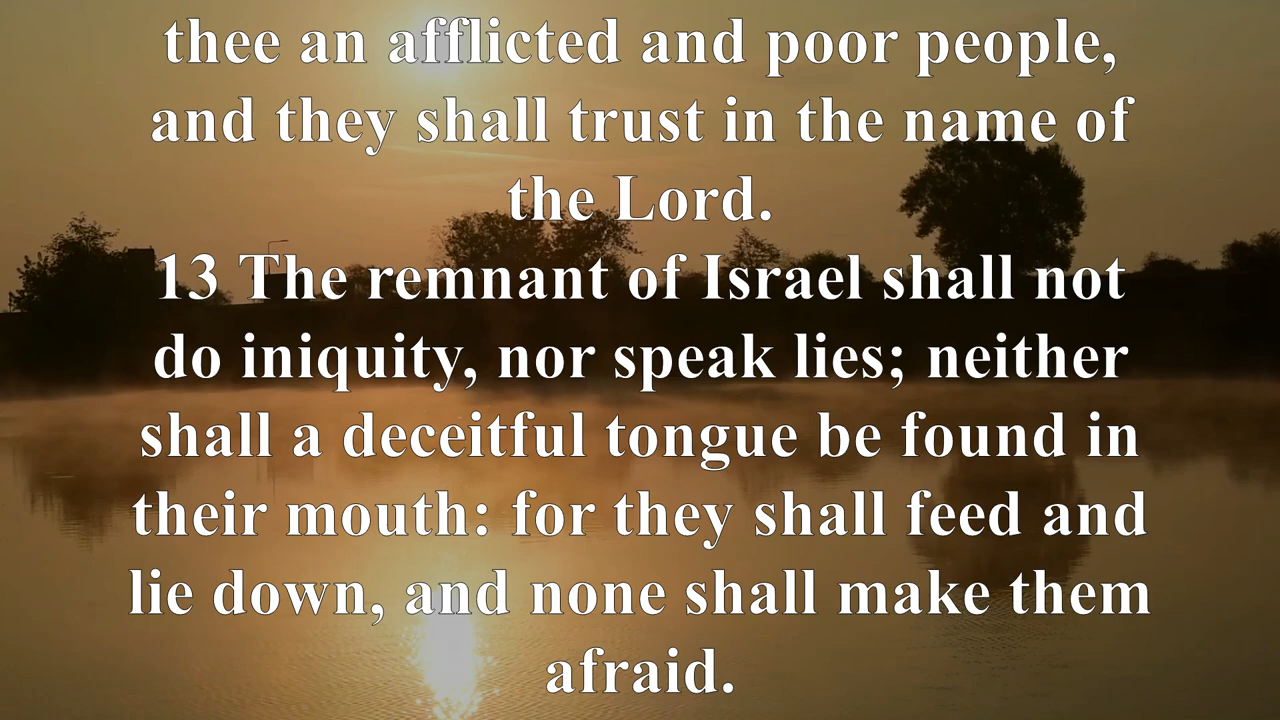 thee an afflicted and poor people,
and they shall trust in the name of
the Lord.
13 The remnant of Israel shall not
do iniquity, nor speak lies; neither
shall a deceitful tongue be found in
their mouth: for they shall feed and
lie down, and none shall make them
afraid.